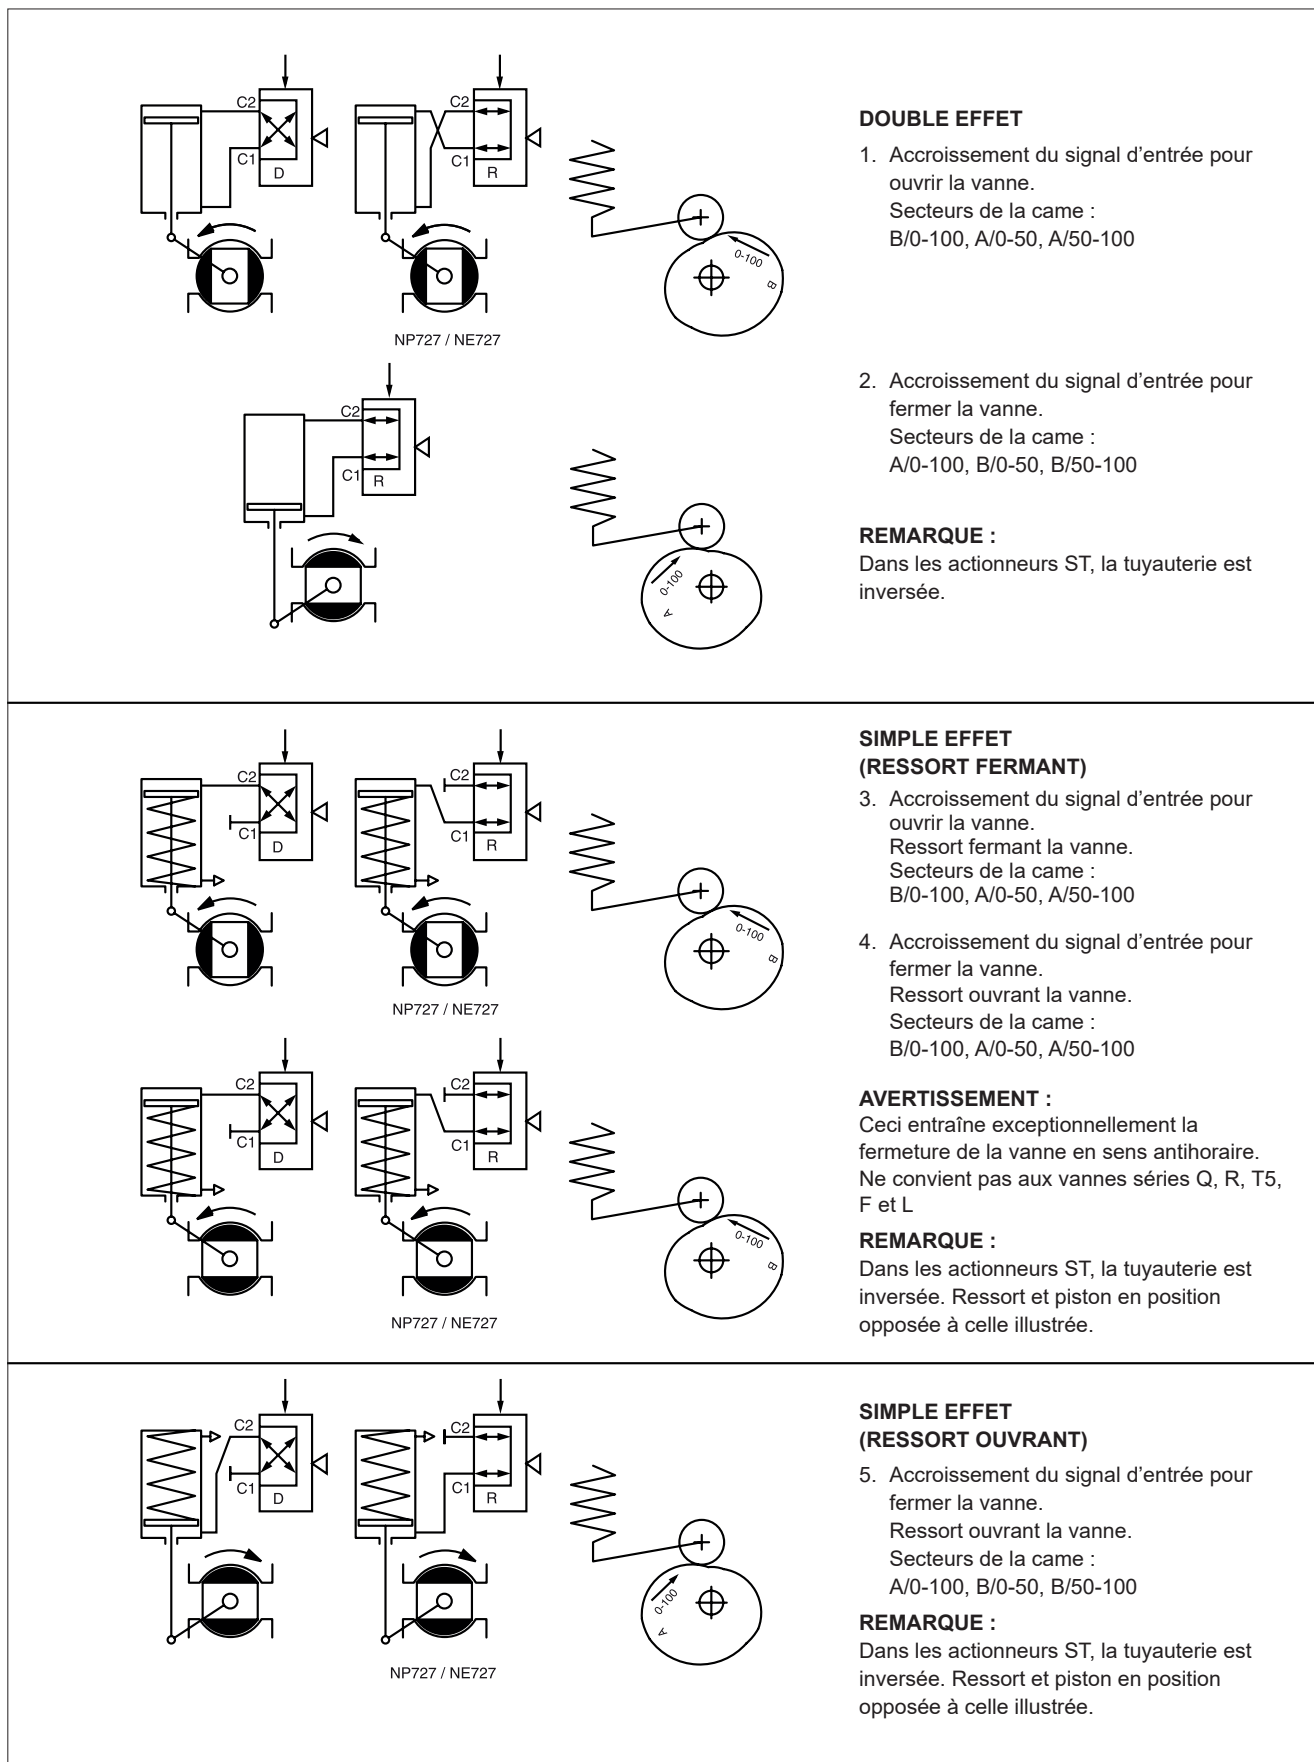 C2
C1
D
C2
C1
R
0-100
B
NP727 / NE727
DOUBLE EFFET
1. Accroissement du signal d'entrée pour
ouvrir la vanne.
Secteurs de la came :
B/0-100, A/0-50, A/50-100
C2
C1
R
0-100
A
2. Accroissement du signal d'entrée pour
fermer la vanne.
Secteurs de la came :
A/0-100, B/0-50, B/50-100
REMARQUE :
Dans les actionneurs ST, la tuyauterie est
inversée.
C2
C1
D
C2
C1
R
0-100
B
NP727 / NE727
SIMPLE EFFET
(RESSORT FERMANT)
3. Accroissement du signal d'entrée pour
ouvrir la vanne.
Ressort fermant la vanne.
Secteurs de la came :
B/0-100, A/0-50, A/50-100
4. Accroissement du signal d'entrée pour
fermer la vanne.
Ressort ouvrant la vanne.
Secteurs de la came :
B/0-100, A/0-50, A/50-100
C2
C1
D
C2
C1
R
0-100
B
NP727 / NE727
AVERTISSEMENT :
Ceci entraîne exceptionnellement la
fermeture de la vanne en sens antihoraire.
Ne convient pas aux vannes séries Q, R, T5,
F et L
REMARQUE :
Dans les actionneurs ST, la tuyauterie est
inversée. Ressort et piston en position
opposée à celle illustrée.
C2
C1
D
C2
C1
R
0-100
A
NP727 / NE727
SIMPLE EFFET
(RESSORT OUVRANT)
5. Accroissement du signal d'entrée pour
fermer la vanne.
Ressort ouvrant la vanne.
Secteurs de la came :
A/0-100, B/0-50, B/50-100
REMARQUE :
Dans les actionneurs ST, la tuyauterie est
inversée. Ressort et piston en position
opposée à celle illustrée.